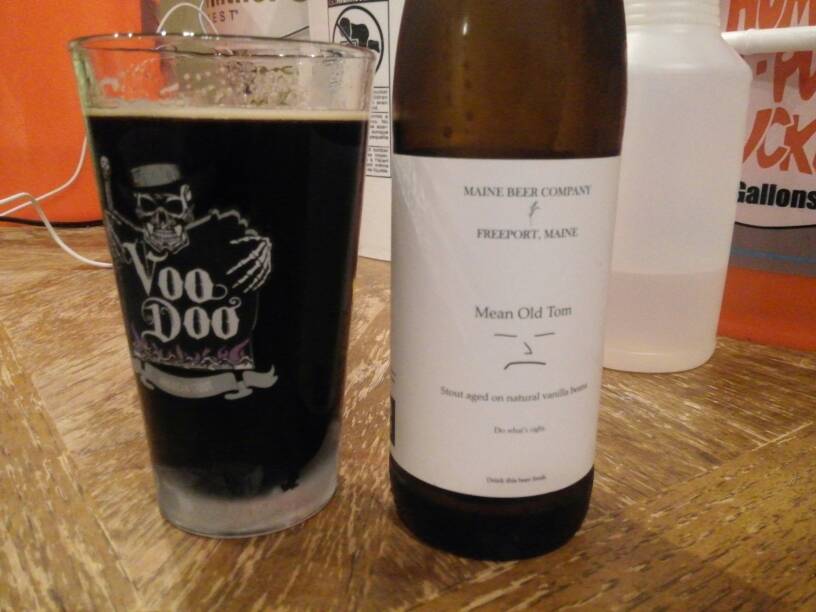 EST
VOO
DOO
MAINE BEER COMPANY
&
FREEPORT, MAINE
Mean Old Tom
Stout aged on natural vanilla beans
Do what's right.
Drink this beer fresh.
Gallons